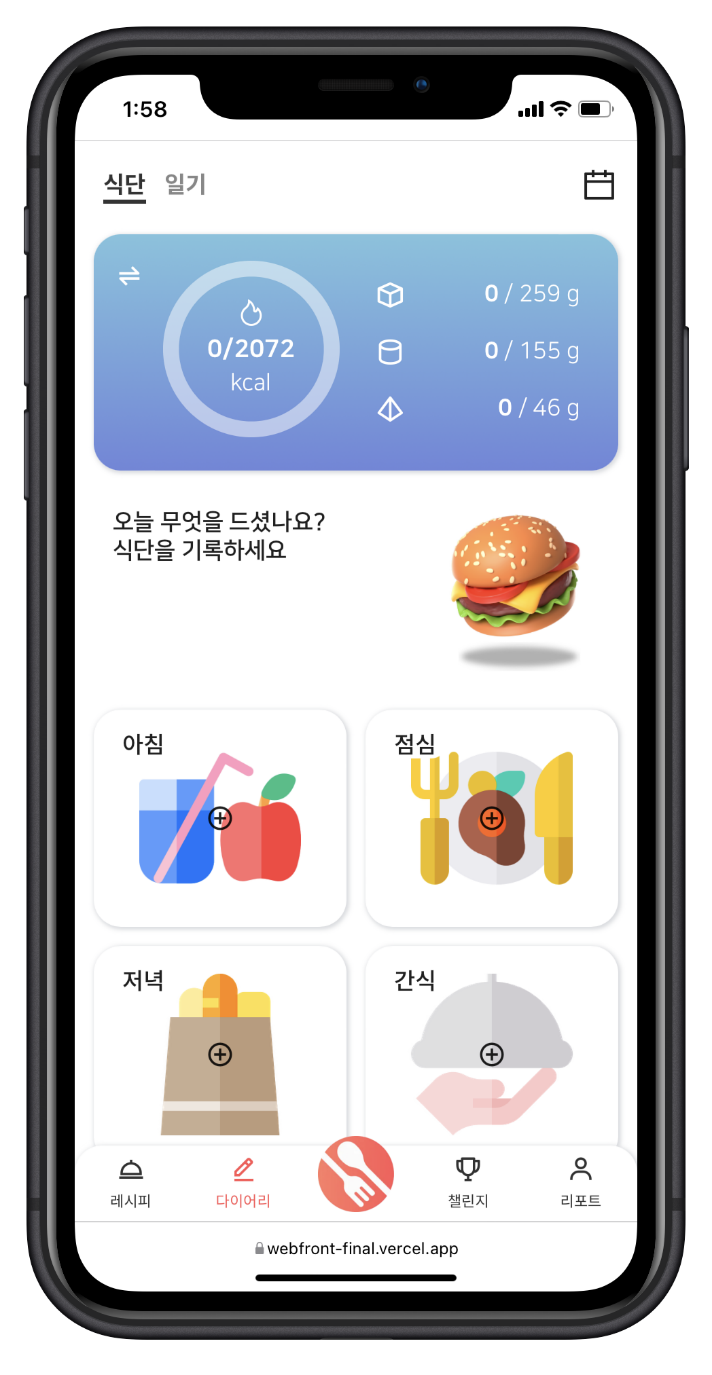 1:58
식단 일기
0/2072
kcal
0 / 259 g
0 / 155 g
0 / 46 g
오늘 무엇을 드셨나요?
식단을 기록하세요
아침
점심
저녁
간식
레시피
다이어리
챌린지
리포트
webfront-final.vercel.app